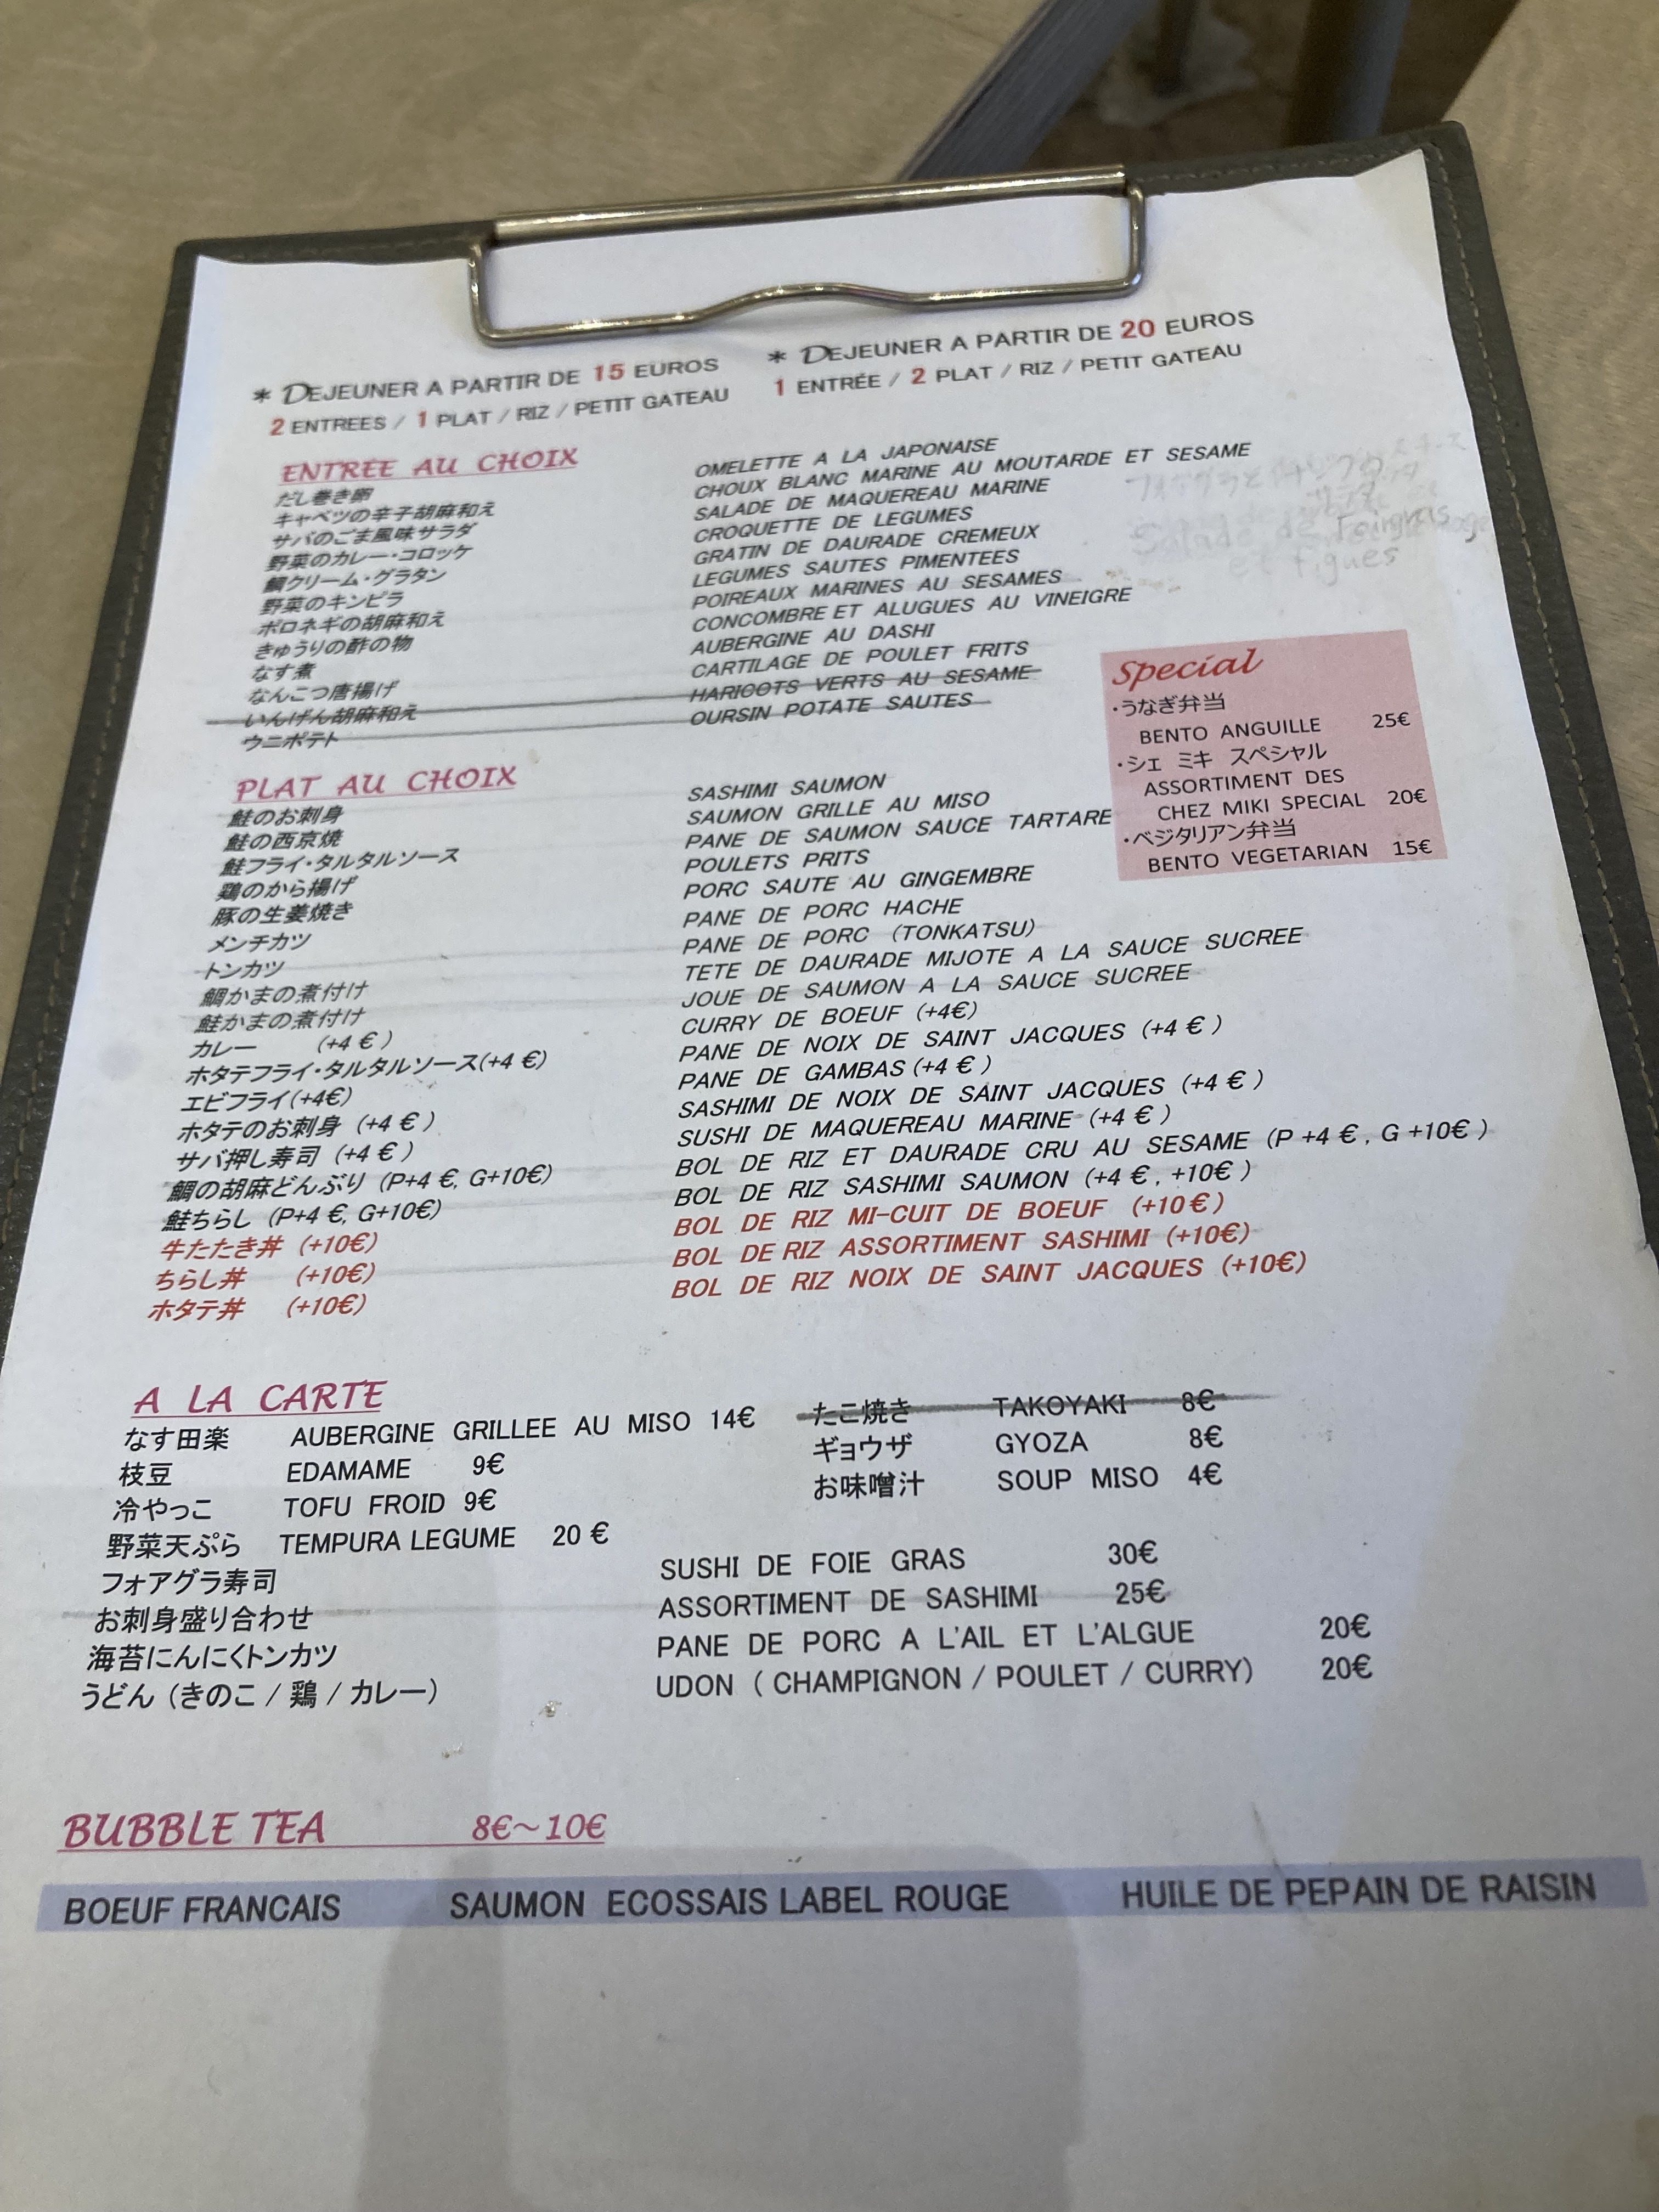 * DEJEUNER A PARTIR DE 15 EUROS
2 ENTREES / 1 PLAT / RIZ / PETIT GATEAU
* DEJEUNER A PARTIR DE 20 EUROS
1 ENTRÉE / 2 PLAT / RIZ / PETIT GATEAU
ENTRÉE AU CHOIX
だし巻き卵 OMELETTE A LA JAPONAISE
キャベツの辛子胡麻和え CHOUX BLANC MARINE AU MOUTARDE ET SESAME
サバのごま風味サラダ SALADE DE MAQUEREAU MARINE
野菜のカレー・コロッケ CROQUETTE DE LEGUMES
鯛クリーム・グラタン GRATIN DE DAURADE CREMEUX
野菜のキンピラ LEGUMES SAUTES PIMENTEES
ポロネギの胡麻和え POIREAUX MARINES AU SESAMES
きゅうりの酢の物 CONCOMBRE ET ALUGUES AU VINEIGRE
なす煮 AUBERGINE AU DASHI
なんこつ唐揚げ CARTILAGE DE POULET FRITS
いんげん胡麻和え HARICOTS VERTS AU SESAME
ウニポテト OURSIN POTATE SAUTES
Salade de Foie gras
et figues
Special
・うなぎ弁当
BENTO ANGUILLE 25€
・シェ ミキ スペシャル
ASSORTIMENT DES
CHEZ MIKI SPECIAL 20€
・ベジタリアン弁当
BENTO VEGETARIAN 15€
PLAT AU CHOIX
鮭のお刺身 SASHIMI SAUMON
鮭の西京焼 SAUMON GRILLE AU MISO
鮭フライ・タルタルソース PANE DE SAUMON SAUCE TARTARE
鶏のから揚げ POULETS PRITS
豚の生姜焼き PORC SAUTE AU GINGEMBRE
メンチカツ PANE DE PORC HACHE
トンカツ PANE DE PORC (TONKATSU)
鯛かまの煮付け TETE DE DAURADE MIJOTE A LA SAUCE SUCREE
鮭かまの煮付け JOUE DE SAUMON A LA SAUCE SUCREE
カレー (+4 € ) CURRY DE BOEUF (+4€)
ホタテフライ・タルタルソース(+4 €) PANE DE NOIX DE SAINT JACQUES (+4 € )
エビフライ(+4€) PANE DE GAMBAS (+4 € )
ホタテのお刺身 (+4 € ) SASHIMI DE NOIX DE SAINT JACQUES (+4 € )
サバ押し寿司 (+4 € ) SUSHI DE MAQUEREAU MARINE (+4 € )
鯛の胡麻どんぶり (P+4 €, G+10€) BOL DE RIZ ET DAURADE CRU AU SESAME (P +4 € , G +10€ )
鮭ちらし (P+4 €, G+10€) BOL DE RIZ SASHIMI SAUMON (+4 € , +10€ )
牛たたき丼 (+10€) BOL DE RIZ MI-CUIT DE BOEUF (+10 € )
ちらし丼 (+10€) BOL DE RIZ ASSORTIMENT SASHIMI (+10€)
ホタテ丼 (+10€) BOL DE RIZ NOIX DE SAINT JACQUES (+10€)
A LA CARTE
なす田楽 AUBERGINE GRILLEE AU MISO 14€
枝豆 EDAMAME 9€
冷やっこ TOFU FROID 9€
野菜天ぷら TEMPURA LEGUME 20 €
たこ焼き TAKOYAKI 8€
ギョウザ GYOZA 8€
お味噌汁 SOUP MISO 4€
フォアグラ寿司 SUSHI DE FOIE GRAS 30€
お刺身盛り合わせ ASSORTIMENT DE SASHIMI 25€
海苔にんにくトンカツ PANE DE PORC A L'AIL ET L'ALGUE 20€
うどん (きのこ / 鶏 / カレー) UDON ( CHAMPIGNON / POULET / CURRY) 20€
BUBBLE TEA 8€～10€
BOEUF FRANCAIS SAUMON ECOSSAIS LABEL ROUGE HUILE DE PEPAIN DE RAISIN